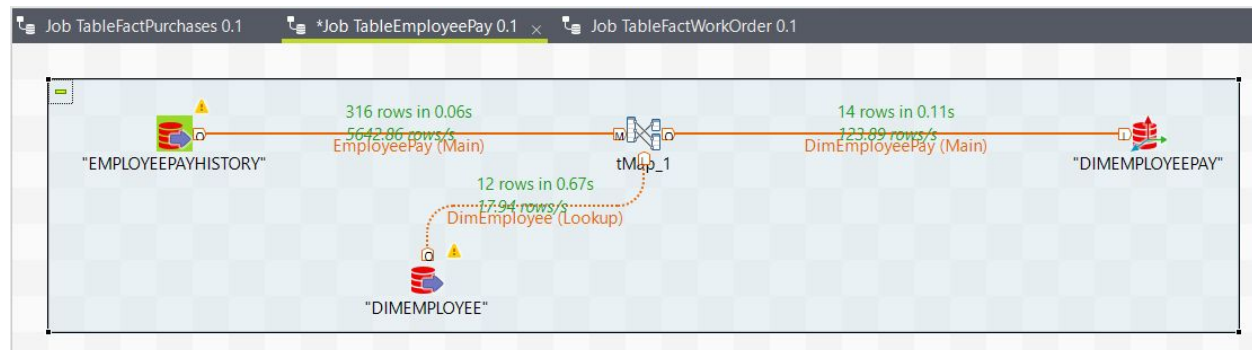 Job TableFactPurchases 0.1
*Job TableEmployeePay 0.1
Job TableFactWorkOrder 0.1
316 rows in 0.06s
5642.86 rows/s
EmployeePay (Main)
14 rows in 0.11s
123.89 rows/s
DimEmployeePay (Main)
"EMPLOYEEPAYHISTORY"
tMap_1
"DIMEMPLOYEEPAY"
12 rows in 0.67s
17.94 rows/s
DimEmployee (Lookup)
"DIMEMPLOYEE"